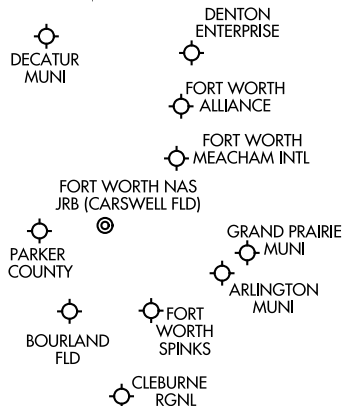 DENTON
ENTERPRISE
DECATUR
MUNI
FORT WORTH
ALLIANCE
FORT WORTH
MEACHAM INTL
FORT WORTH NAS
JRB (CARSWELL FLD)
GRAND PRAIRIE
MUNI
PARKER
COUNTY
ARLINGTON
MUNI
BOURLAND
FLD
FORT
WORTH
SPINKS
CLEBURNE
RGNL